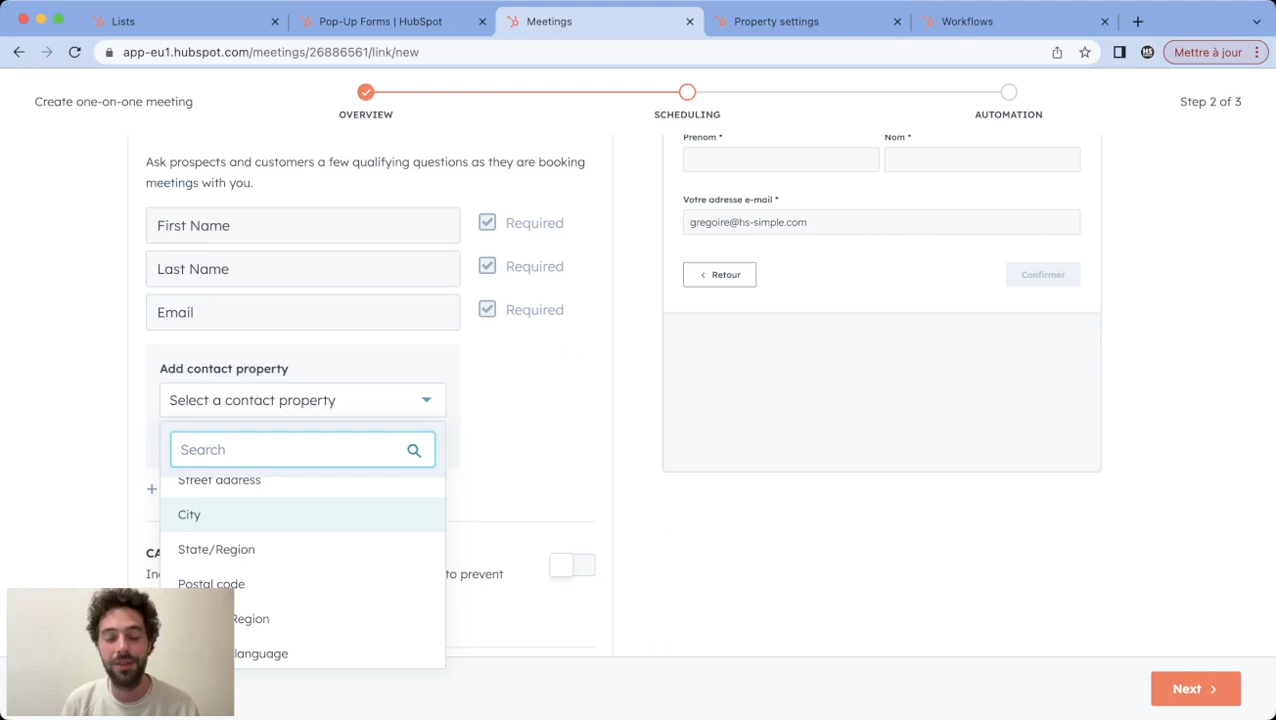 Lists
Pop-Up Forms | HubSpot
Meetings
Property settings
Workflows
app-eu1.hubspot.com/meetings/26886561/link/new
HS
Mettre à jour
Create one-on-one meeting
OVERVIEW
SCHEDULING
AUTOMATION
Step 2 of 3
Ask prospects and customers a few qualifying questions as they are booking
meetings with you.
First Name
Required
Last Name
Required
Email
Required
Add contact property
Select a contact property
Search
Street address
City
State/Region
Postal code
Region
language
+
CA
In
to prevent
Prénom *
Nom *
Votre adresse e-mail *
gregoire@hs-simple.com
Retour
Confirmer
Next